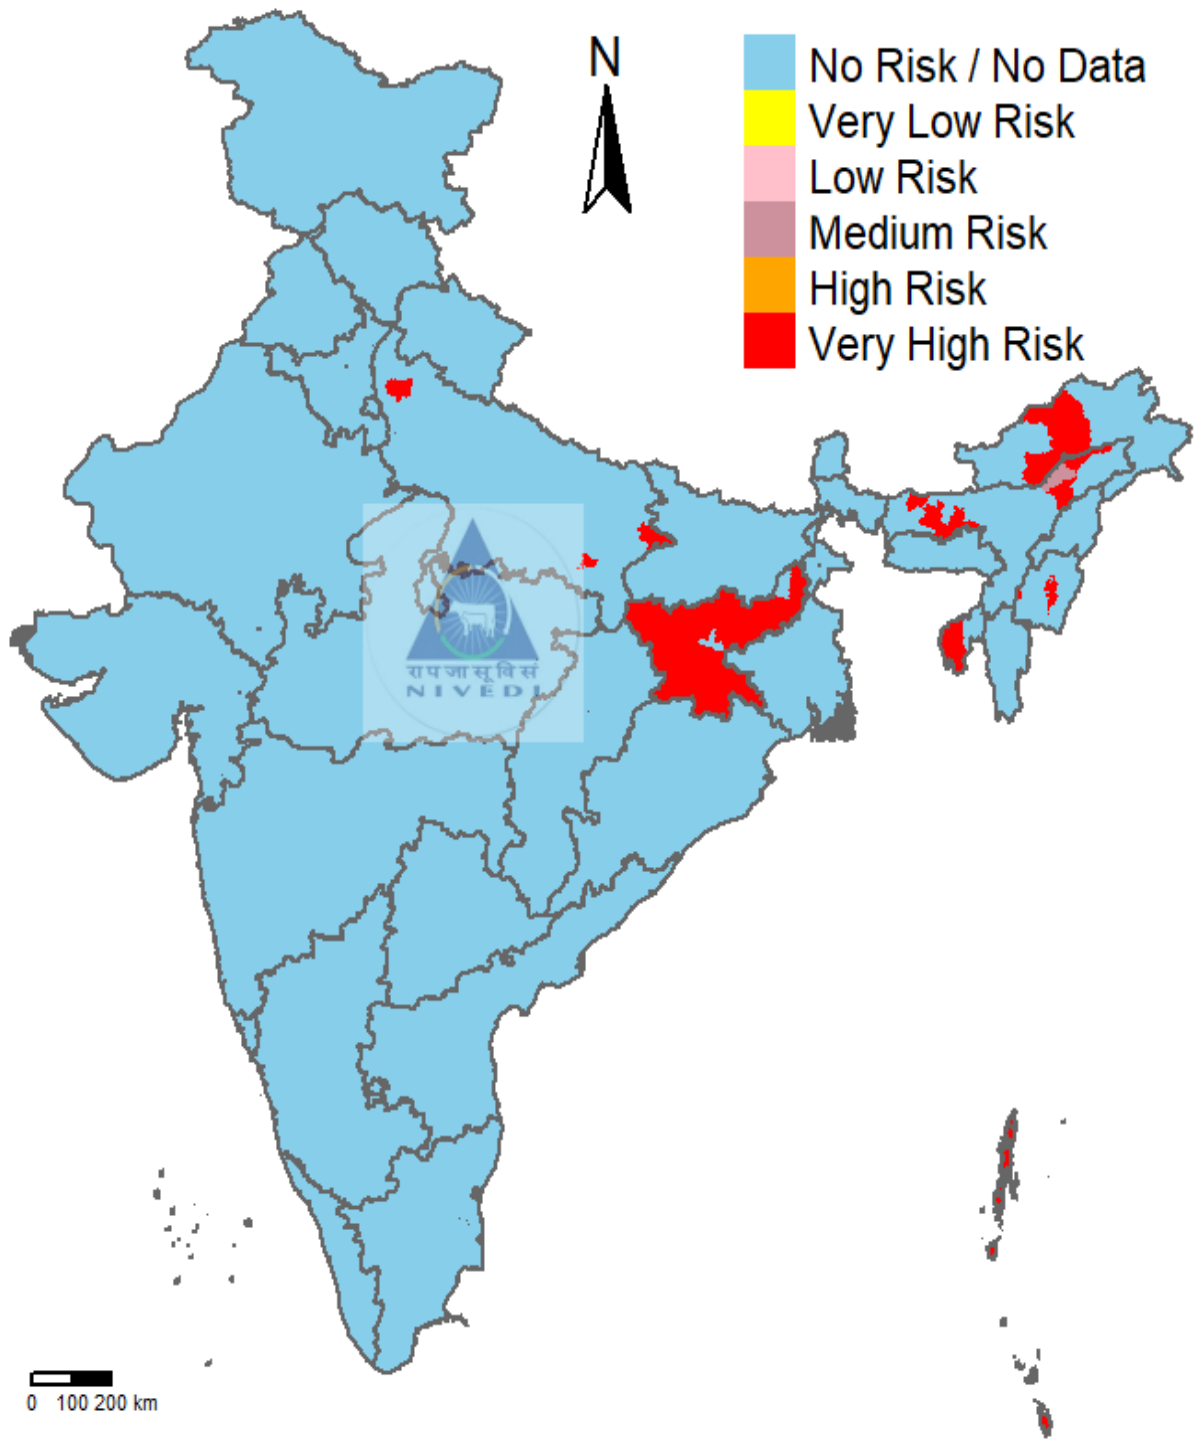 N
No Risk / No Data
Very Low Risk
Low Risk
Medium Risk
High Risk
Very High Risk
रा प जा सू वि सं
NIVEDI
0 100 200 km